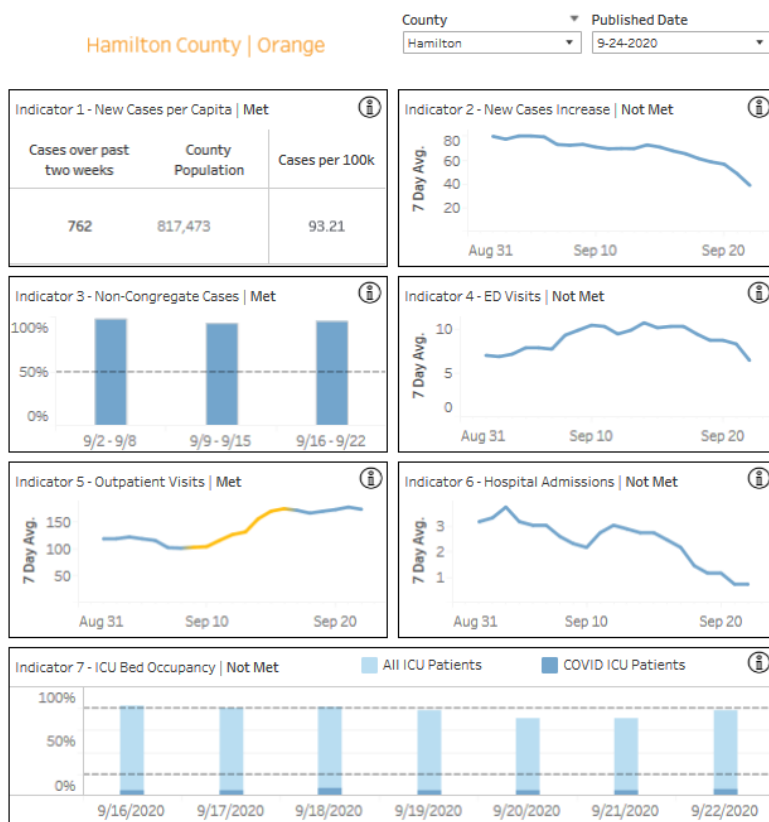 Hamilton County | Orange
County
Hamilton
Published Date
9-24-2020
Indicator 1 - New Cases per Capita | Met
Cases over past two weeks
County Population
Cases per 100k
762
817,473
93.21
Indicator 2 - New Cases Increase | Not Met
7 Day Avg.
80
60
40
20
Aug 31
Sep 10
Sep 20
Indicator 3 - Non-Congregate Cases | Met
100%
50%
0%
9/2 - 9/8
9/9 - 9/15
9/16 - 9/22
Indicator 4 - ED Visits | Not Met
7 Day Avg.
10
5
0
Aug 31
Sep 10
Sep 20
Indicator 5 - Outpatient Visits | Met
7 Day Avg.
150
100
50
Aug 31
Sep 10
Sep 20
Indicator 6 - Hospital Admissions | Not Met
7 Day Avg.
3
2
1
Aug 31
Sep 10
Sep 20
Indicator 7 - ICU Bed Occupancy | Not Met
All ICU Patients
COVID ICU Patients
100%
50%
0%
9/16/2020
9/17/2020
9/18/2020
9/19/2020
9/20/2020
9/21/2020
9/22/2020